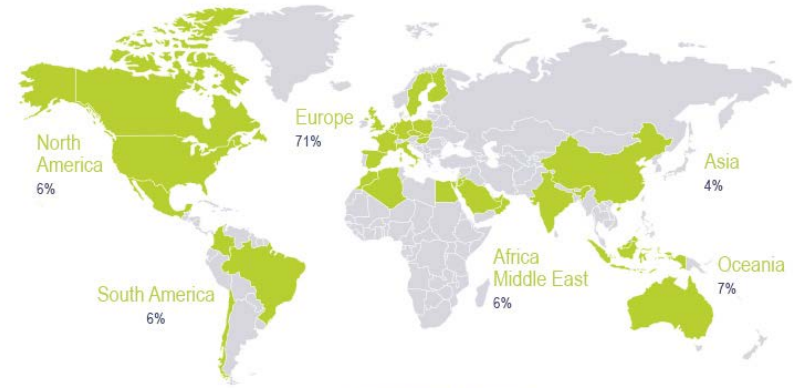 North
America
6%
Europe
71%
Asia
4%
South America
6%
Africa
Middle East
6%
Oceania
7%